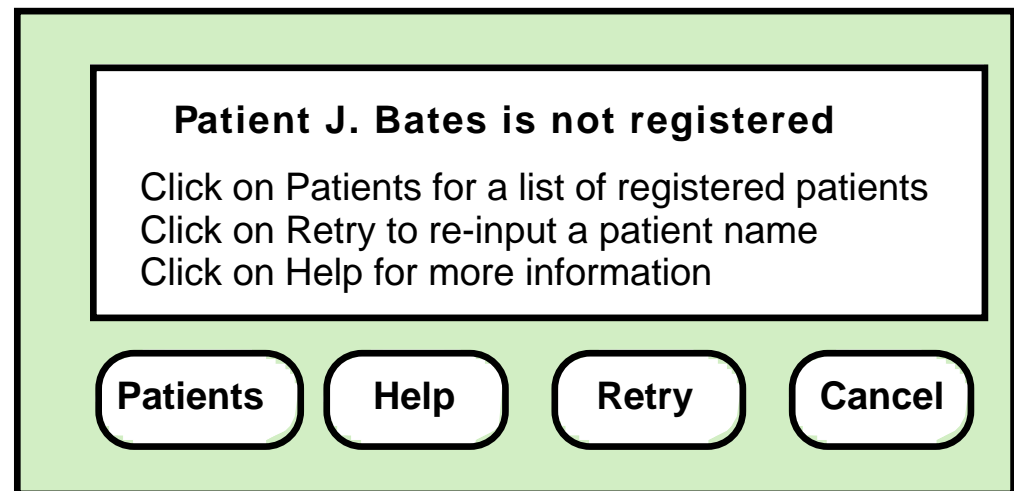 Patient J. Bates is not registered
Click on Patients for a list of registered patients
Click on Retry to re-input a patient name
Click on Help for more information
Patients Help Retry Cancel